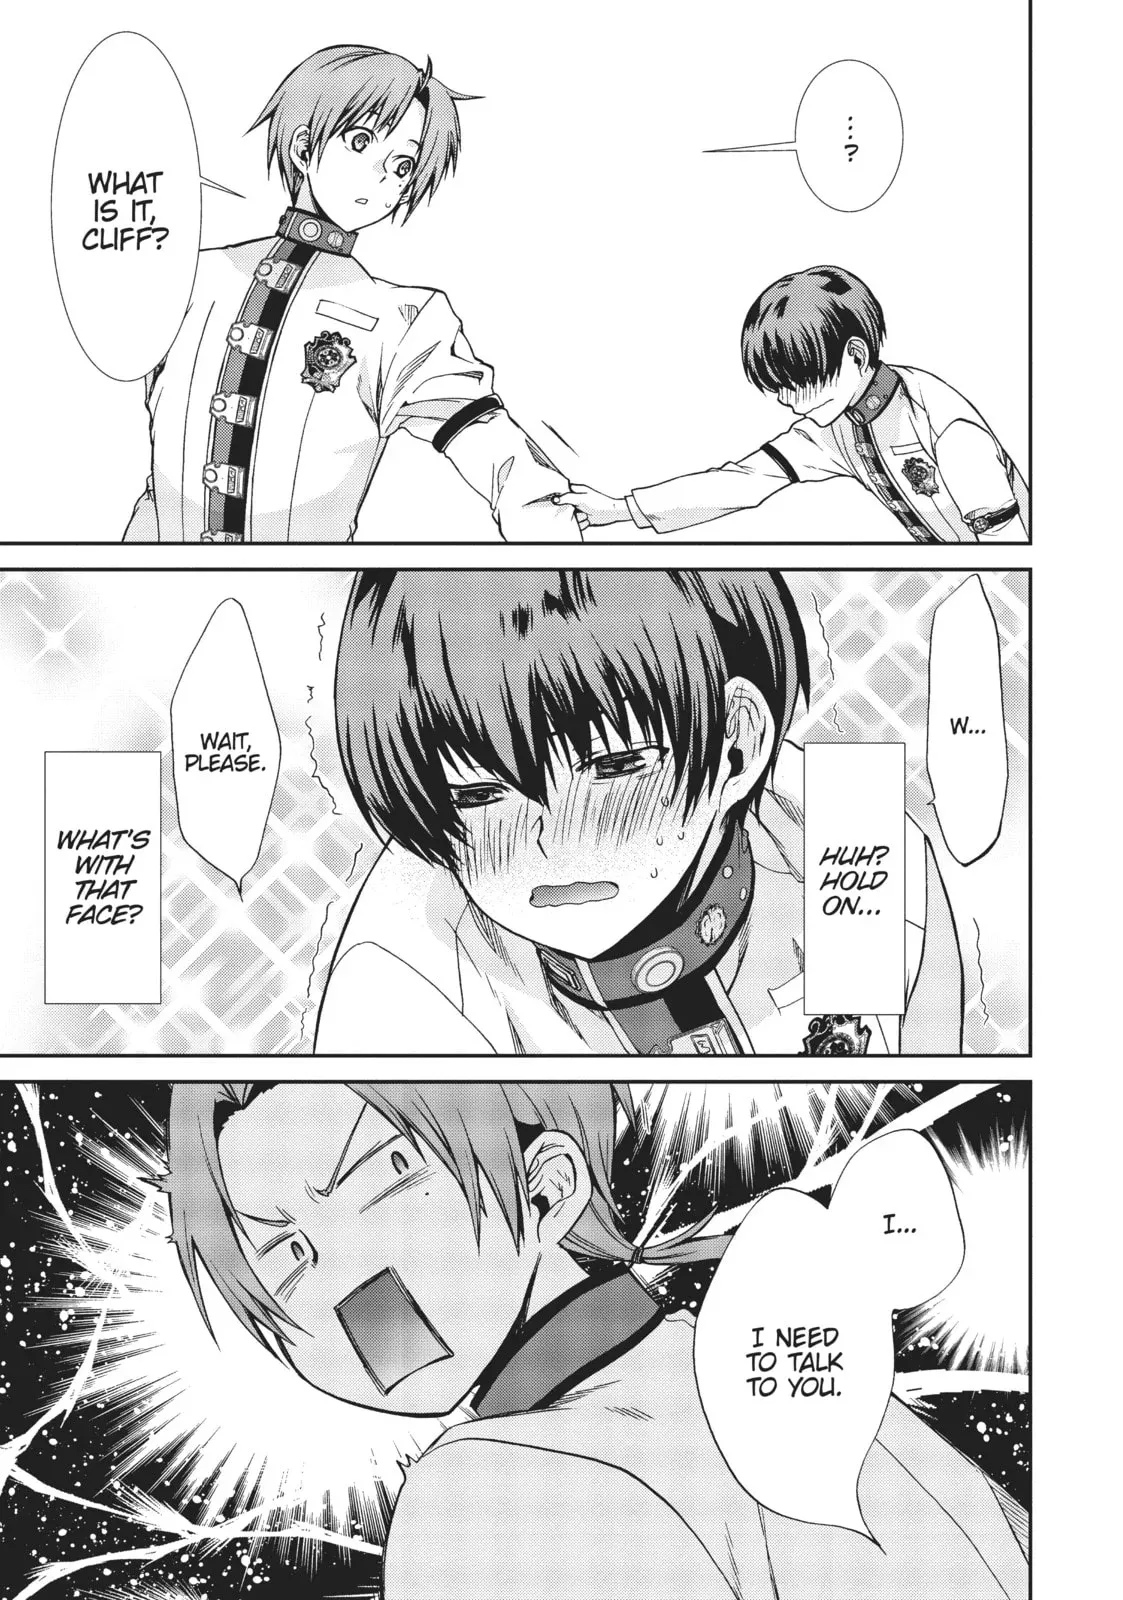 ...?
WHAT
IS IT,
CLIFF?
W...
HUH?
HOLD
ON...
WAIT,
PLEASE.
WHAT'S
WITH
THAT
FACE?
I...
I NEED
TO TALK
TO YOU.